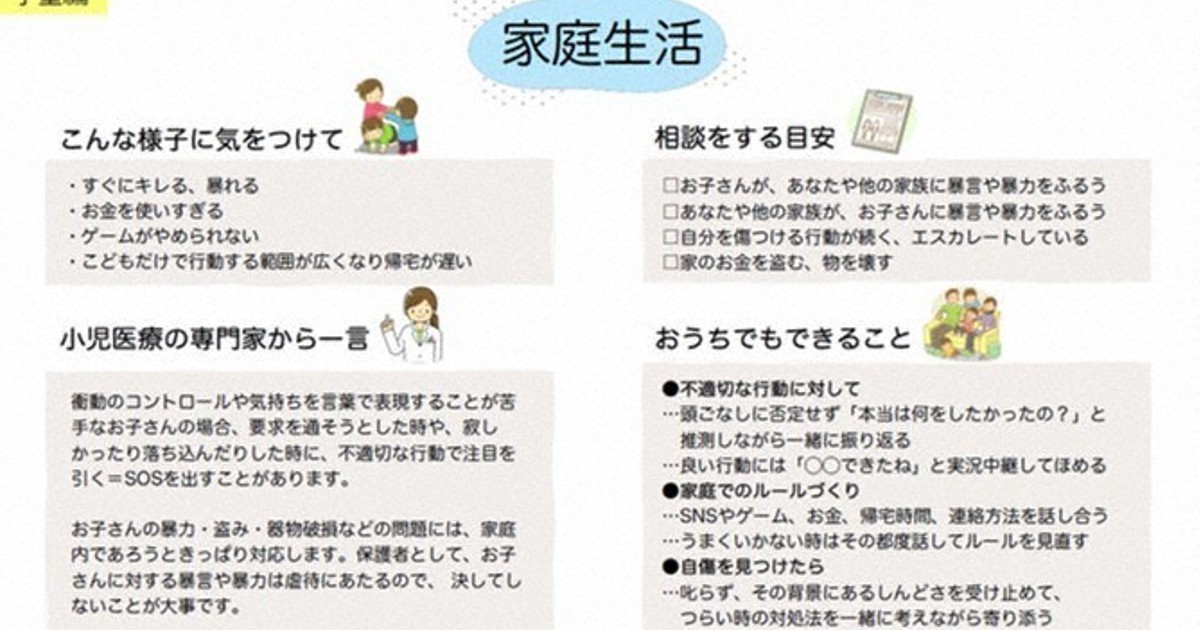 家庭生活
こんな様子に気をつけて
・すぐにキレる、暴れる
・お金を使いすぎる
・ゲームがやめられない
・こどもだけで行動する範囲が広くなり帰宅が遅い
相談をする目安
□お子さんが、あなたや他の家族に暴言や暴力をふるう
□あなたや他の家族が、お子さんに暴言や暴力をふるう
□自分を傷つける行動が続く、エスカレートしている
□家のお金を盗む、物を壊す
小児医療の専門家から一言
衝動のコントロールや気持ちを言葉で表現することが苦
手なお子さんの場合、要求を通そうとした時や、寂し
かったり落ち込んだりした時に、不適切な行動で注目を
引く＝SOSを出すことがあります。
お子さんの暴力・盗み・器物破損などの問題には、家庭
内であろうときっぱり対応します。保護者として、お子
さんに対する暴言や暴力は虐待にあたるので、 決してし
ないことが大事です。
おうちでもできること
●不適切な行動に対して
…頭ごなしに否定せず「本当は何をしたかったの？」と
推測しながら一緒に振り返る
…良い行動には「○○できたね」と実況中継してほめる
●家庭でのルールづくり
…SNSやゲーム、お金、帰宅時間、連絡方法を話し合う
…うまくいかない時はその都度話してルールを見直す
●自傷を見つけたら
…叱らず、その背景にあるしんどさを受け止めて、
つらい時の対処法を一緒に考えながら寄り添う